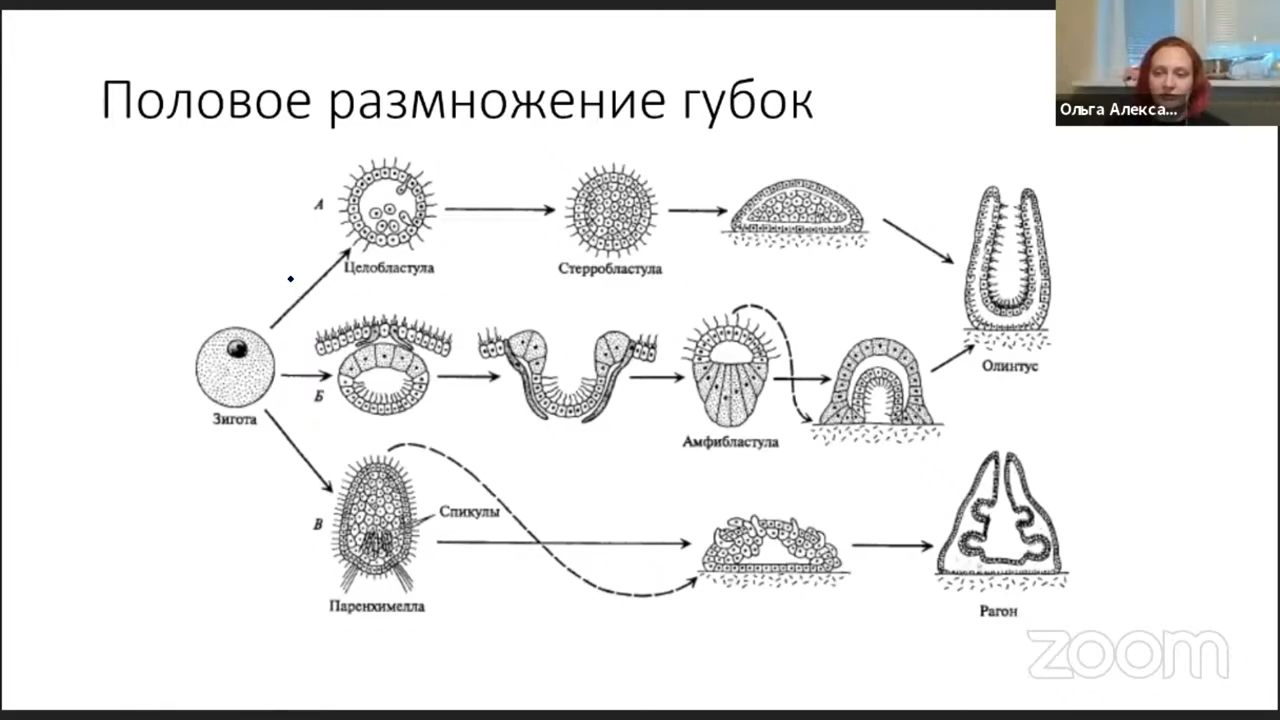 Половое размножение губок
Ольга Алекса...
А
Целобластула
Стерробластула
Олинтус
Зигота
Б
Амфибластула
В
Спикулы
Паренхимелла
Рагон
zoom